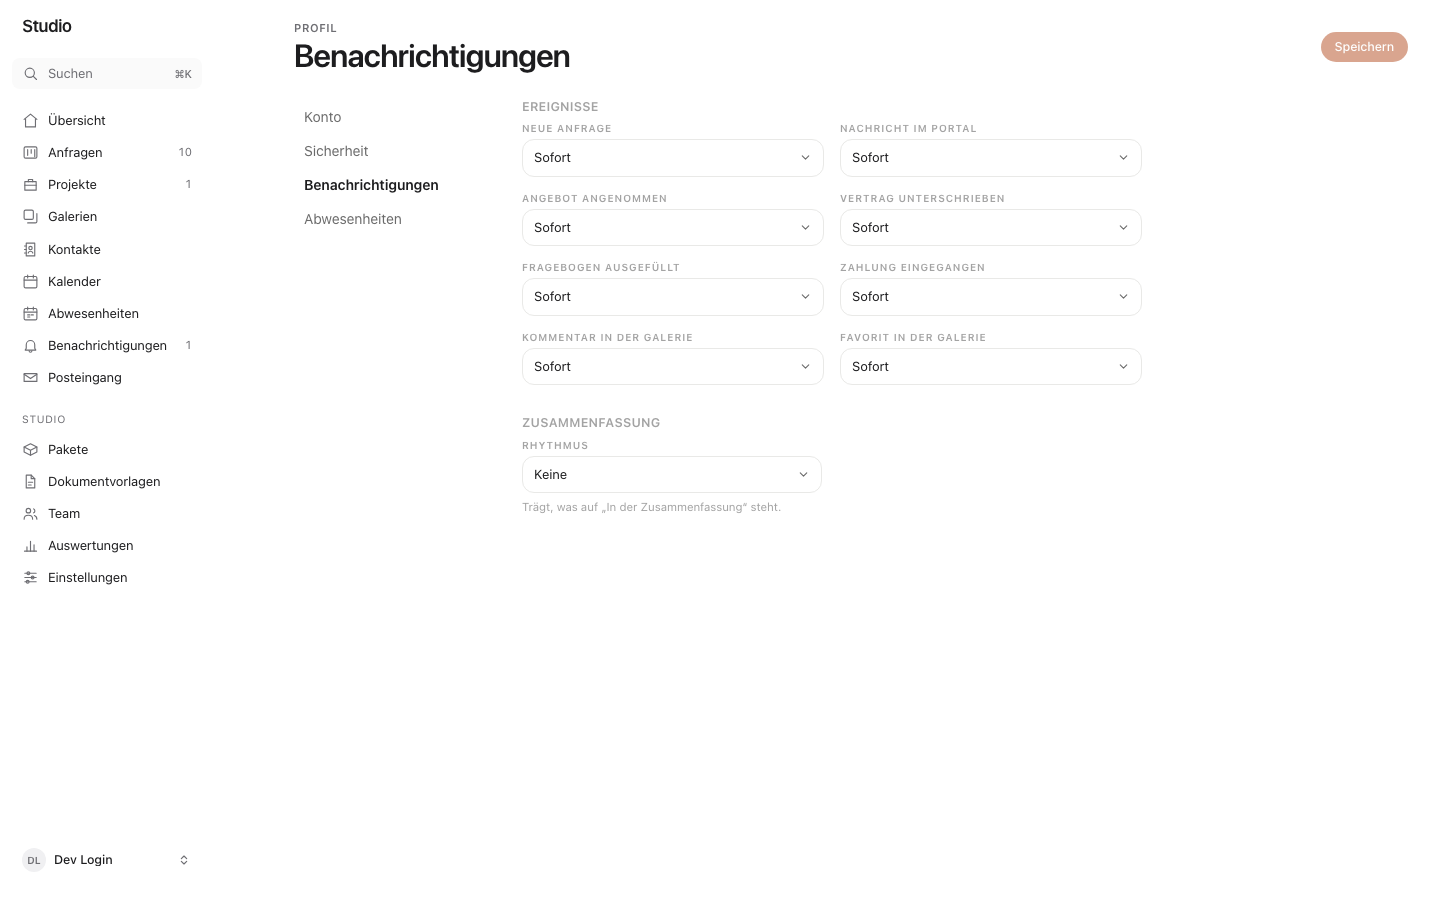 Studio
Suchen ⌘K
Übersicht
Anfragen 10
Projekte 1
Galerien
Kontakte
Kalender
Abwesenheiten
Benachrichtigungen 1
Posteingang
STUDIO
Pakete
Dokumentvorlagen
Team
Auswertungen
Einstellungen
DL Dev Login
PROFIL
Benachrichtigungen
Speichern
Konto
Sicherheit
Benachrichtigungen
Abwesenheiten
EREIGNISSE
NEUE ANFRAGE
Sofort
NACHRICHT IM PORTAL
Sofort
ANGEBOT ANGENOMMEN
Sofort
VERTRAG UNTERSCHRIEBEN
Sofort
FRAGEBOGEN AUSGEFÜLLT
Sofort
ZAHLUNG EINGEGANGEN
Sofort
KOMMENTAR IN DER GALERIE
Sofort
FAVORIT IN DER GALERIE
Sofort
ZUSAMMENFASSUNG
RHYTHMUS
Keine
Trägt, was auf „In der Zusammenfassung“ steht.